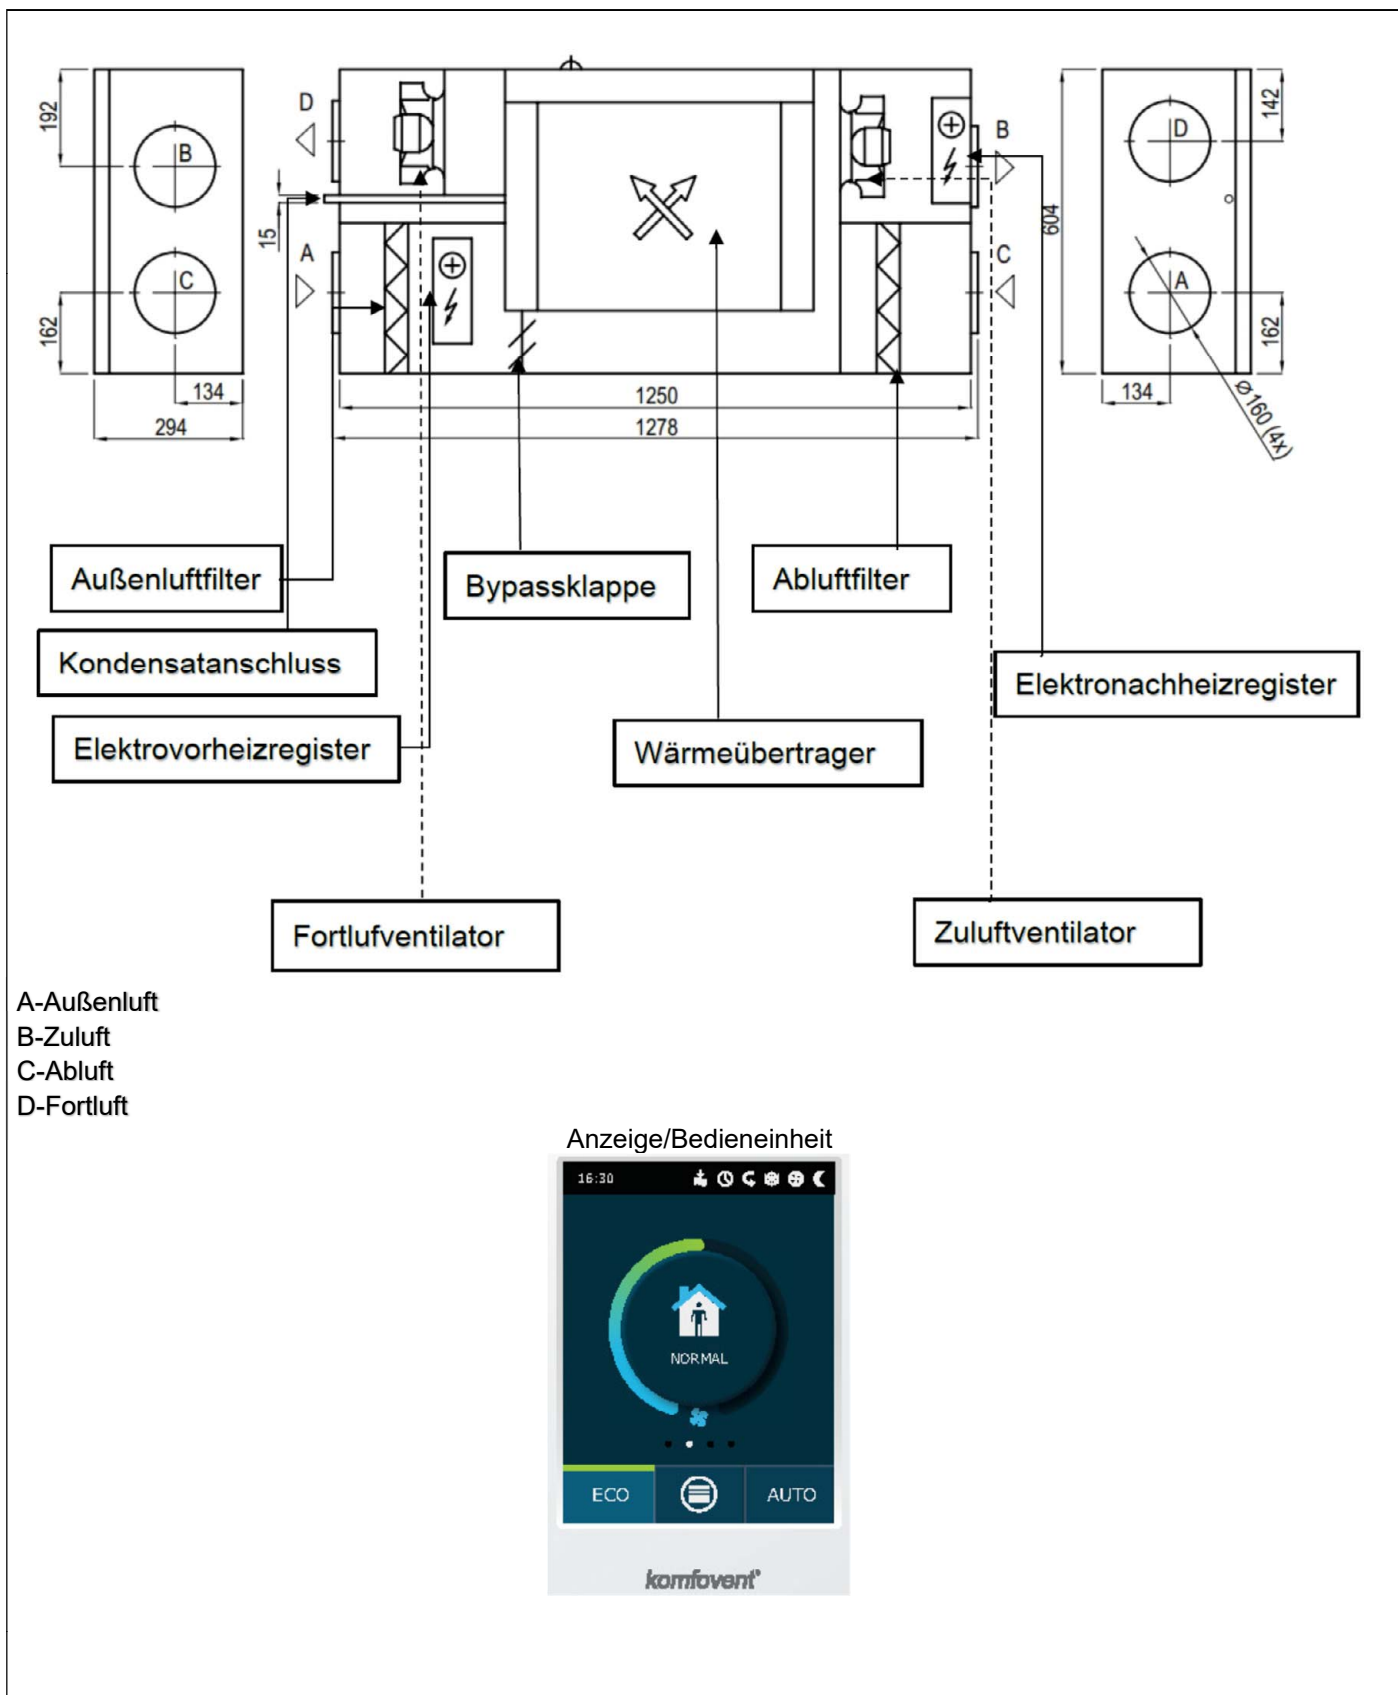 192
B
C
15
162
134
294
D
A
B
C
1250
1278
604
142
D
A
162
134
Ø160 (4x)
Außenluftfilter
Bypassklappe
Abluftfilter
Kondensatanschluss
Elektronachheizregister
Elektrovorheizregister
Wärmeübertrager
Fortlufventilator
Zuluftventilator
A-Außenluft
B-Zuluft
C-Abluft
D-Fortluft
Anzeige/Bedieneinheit
16:30
NORMAL
ECO
AUTO
komfovent